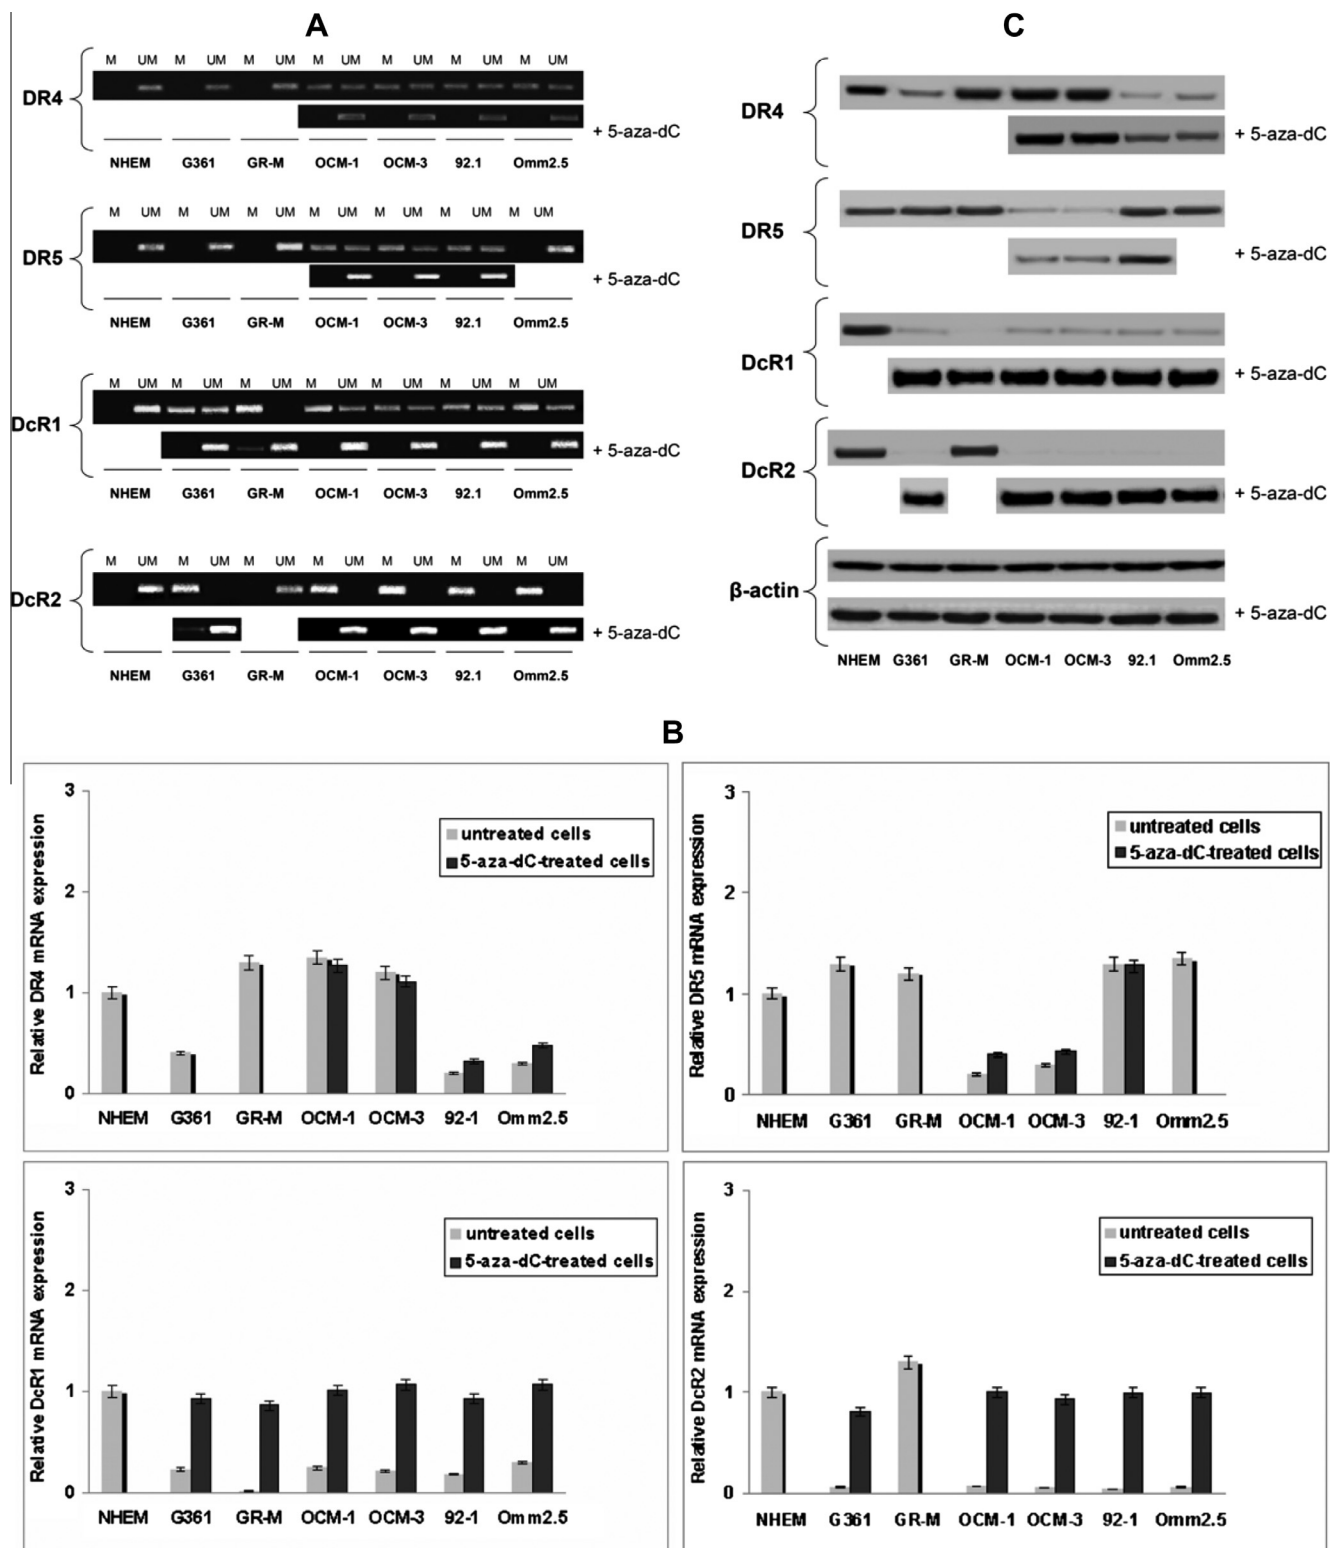 A
M UM M UM M UM M UM M UM M UM M UM
DR4
+ 5-aza-dC
NHEM G361 GR-M OCM-1 OCM-3 92.1 Omm2.5
M UM M UM M UM M UM M UM M UM M UM
DR5
+ 5-aza-dC
NHEM G361 GR-M OCM-1 OCM-3 92.1 Omm2.5
M UM M UM M UM M UM M UM M UM M UM
DcR1
+ 5-aza-dC
NHEM G361 GR-M OCM-1 OCM-3 92.1 Omm2.5
M UM M UM M UM M UM M UM M UM M UM
DcR2
+ 5-aza-dC
NHEM G361 GR-M OCM-1 OCM-3 92.1 Omm2.5
C
DR4
+ 5-aza-dC
DR5
+ 5-aza-dC
DcR1
+ 5-aza-dC
DcR2
+ 5-aza-dC
β-actin
+ 5-aza-dC
NHEM G361 GR-M OCM-1 OCM-3 92.1 Omm2.5
B
Relative DR4 mRNA expression
3
2
1
0
untreated cells
5-aza-dC-treated cells
NHEM G361 GR-M OCM-1 OCM-3 92-1 Omm2.5
Relative DR5 mRNA expression
3
2
1
0
untreated cells
5-aza-dC-treated cells
NHEM G361 GR-M OCM-1 OCM-3 92-1 Omm2.5
Relative DcR1 mRNA expression
3
2
1
0
untreated cells
5-aza-dC-treated cells
NHEM G361 GR-M OCM-1 OCM-3 92-1 Omm2.5
Relative DcR2 mRNA expression
3
2
1
0
untreated cells
5-aza-dC-treated cells
NHEM G361 GR-M OCM-1 OCM-3 92-1 Omm2.5